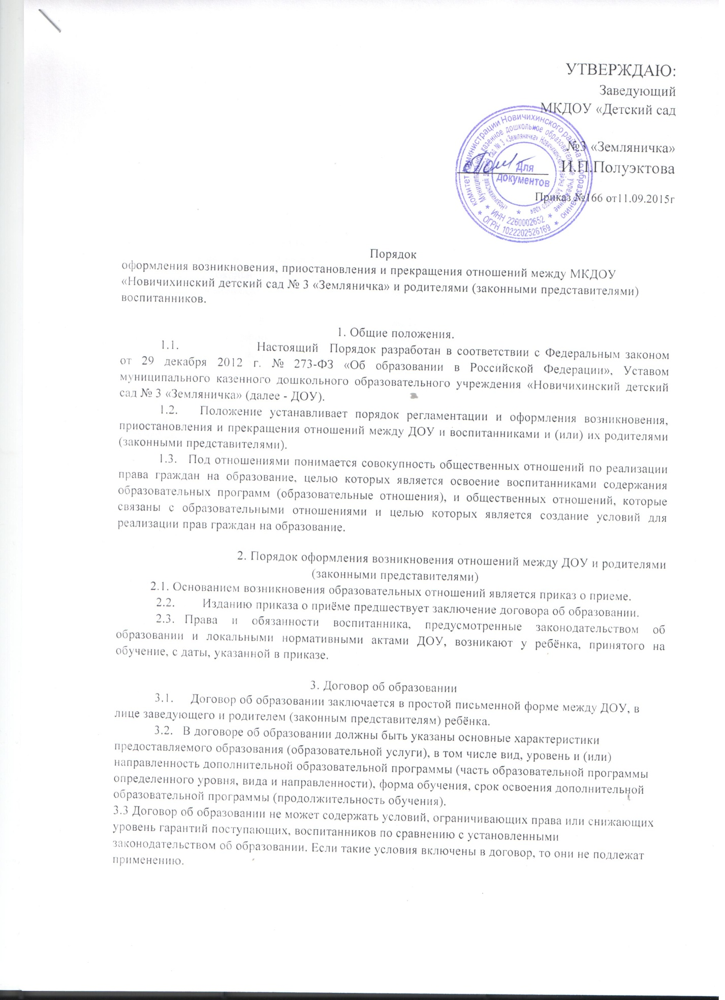 УТВЕРЖДАЮ:
Заведующий
МКДОУ «Детский сад
№3 «Земляничка»
И.П.Полуэктова
Приказ №166 от11.09.2015г
Комитет администрации Новичихинского района по образованию
ОГРН 1022202526169
Муниципальное казенное дошкольное образовательное учреждение
ИНН 2260002652
«Новичихинский детский сад № 3 «Земляничка» Новичихинского района Алтайского края
Для
документов
Порядок
оформления возникновения, приостановления и прекращения отношений между МКДОУ
«Новичихинский детский сад № 3 «Земляничка» и родителями (законными представителями)
воспитанников.
1. Общие положения.
1.1. Настоящий Порядок разработан в соответствии с Федеральным законом
от 29 декабря 2012 г. № 273-ФЗ «Об образовании в Российской Федерации», Уставом
муниципального казенного дошкольного образовательного учреждения «Новичихинский детский
сад № 3 «Земляничка» (далее - ДОУ).
1.2. Положение устанавливает порядок регламентации и оформления возникновения,
приостановления и прекращения отношений между ДОУ и воспитанниками и (или) их родителями
(законными представителями).
1.3. Под отношениями понимается совокупность общественных отношений по реализации
права граждан на образование, целью которых является освоение воспитанниками содержания
образовательных программ (образовательные отношения), и общественных отношений, которые
связаны с образовательными отношениями и целью которых является создание условий для
реализации прав граждан на образование.
2. Порядок оформления возникновения отношений между ДОУ и родителями
(законными представителями)
2.1. Основанием возникновения образовательных отношений является приказ о приеме.
2.2. Изданию приказа о приёме предшествует заключение договора об образовании.
2.3. Права и обязанности воспитанника, предусмотренные законодательством об
образовании и локальными нормативными актами ДОУ, возникают у ребёнка, принятого на
обучение, с даты, указанной в приказе.
3. Договор об образовании
3.1. Договор об образовании заключается в простой письменной форме между ДОУ, в
лице заведующего и родителем (законным представителям) ребёнка.
3.2. В договоре об образовании должны быть указаны основные характеристики
предоставляемого образования (образовательной услуги), в том числе вид, уровень и (или)
направленность дополнительной образовательной программы (часть образовательной программы
определенного уровня, вида и направленности), форма обучения, срок освоения дополнительной
образовательной программы (продолжительность обучения).
3.3 Договор об образовании не может содержать условий, ограничивающих права или снижающих
уровень гарантий поступающих, воспитанников по сравнению с установленными
законодательством об образовании. Если такие условия включены в договор, то они не подлежат
применению.